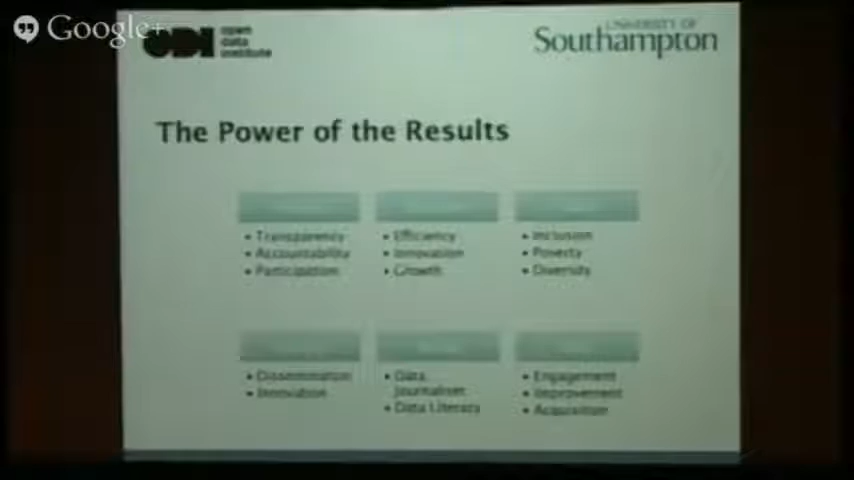 Google+
ODI open
data
institute
UNIVERSITY OF
Southampton
The Power of the Results
• Transparency
• Accountability
• Participation
• Efficiency
• Innovation
• Growth
• Inclusion
• Poverty
• Diversity
• Dissemination
• Innovation
• Data
Journalism
• Data Literacy
• Engagement
• Improvement
• Acquisition